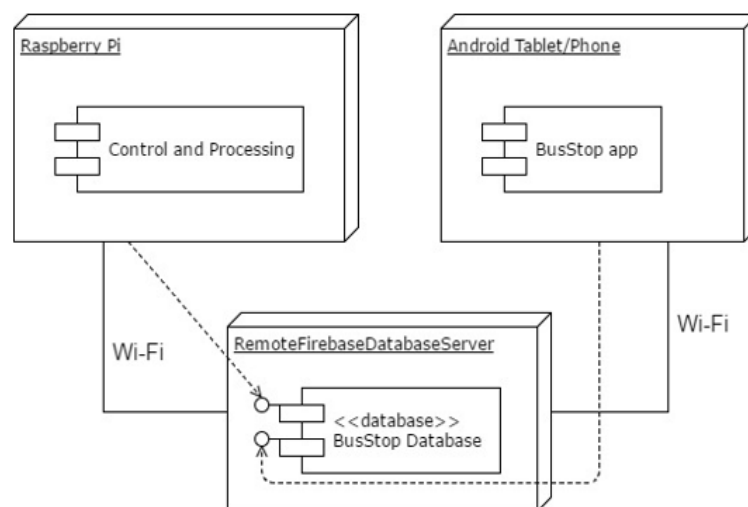 Raspberry Pi
Android Tablet/Phone
Control and Processing
BusStop app
Wi-Fi
Wi-Fi
RemoteFirebaseDatabaseServer
<<database>>
BusStop Database